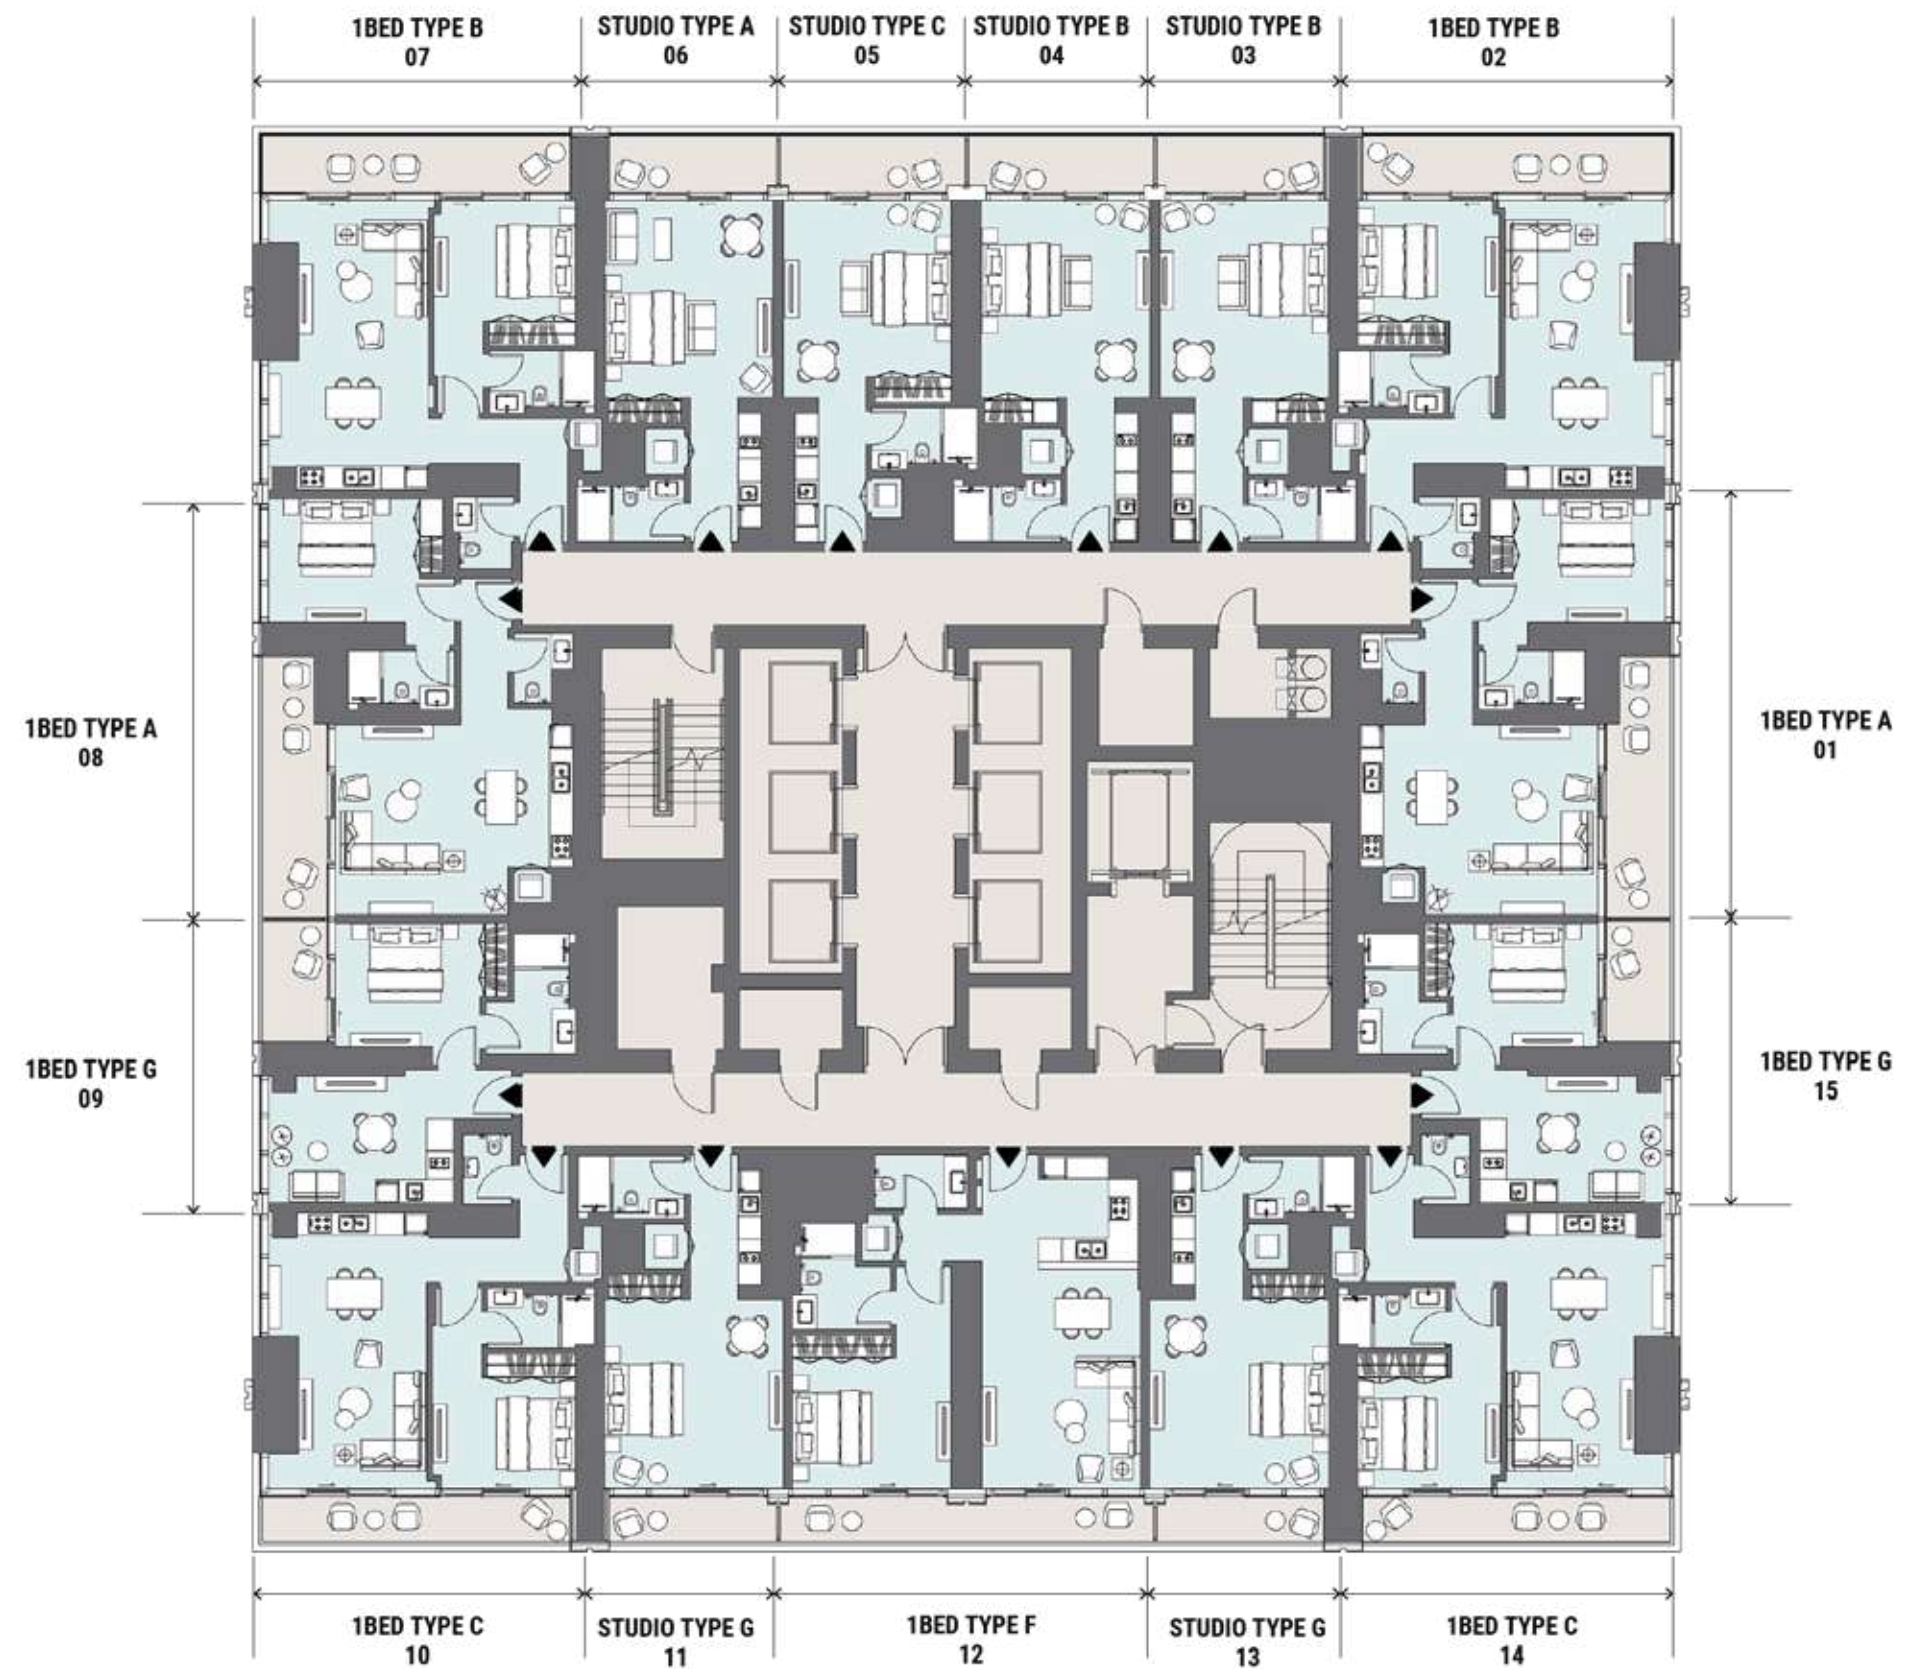 1BED TYPE B
07
STUDIO TYPE A
06
STUDIO TYPE C
05
STUDIO TYPE B
04
STUDIO TYPE B
03
1BED TYPE B
02
1BED TYPE A
08
1BED TYPE A
01
1BED TYPE G
09
1BED TYPE G
15
1BED TYPE C
10
STUDIO TYPE G
11
1BED TYPE F
12
STUDIO TYPE G
13
1BED TYPE C
14